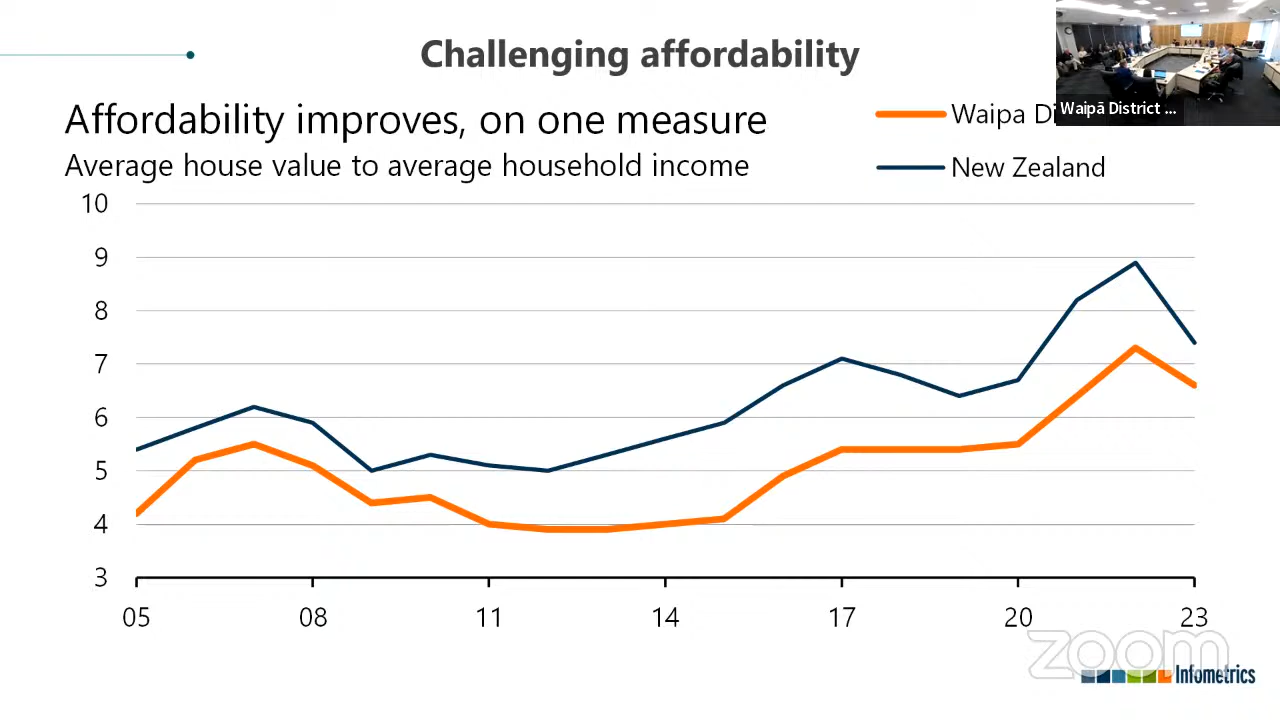 Challenging affordability
Affordability improves, on one measure
Average house value to average household income
Waipa Di
Waipā District ...
New Zealand
10
9
8
7
6
5
4
3
05 08 11 14 17 20 23
zoom
Infometrics